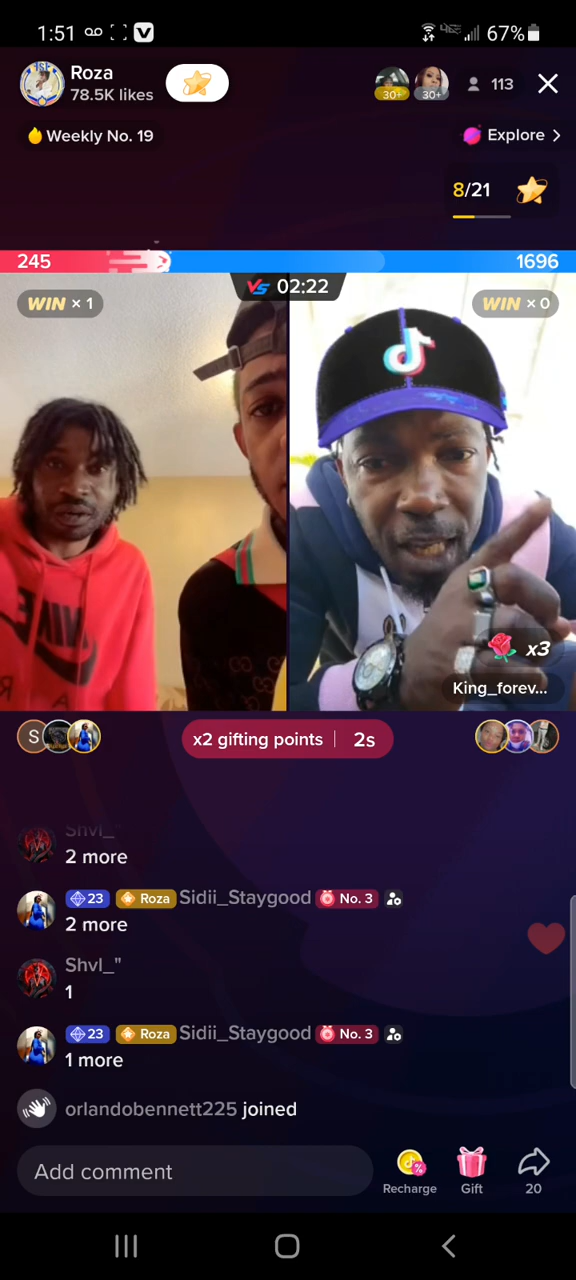 1:51
67%
Roza
78.5K likes
30+
30+
113
Weekly No. 19
Explore >
8/21
245
1696
VS 02:22
WIN × 1
WIN × 0
x3
King_forev...
S
x2 gifting points | 2s
Shvl_"
2 more
23 Roza Sidii_Staygood No. 3
2 more
Shvl_"
1
23 Roza Sidii_Staygood No. 3
1 more
orlandobennett225 joined
Add comment
Recharge
Gift
20